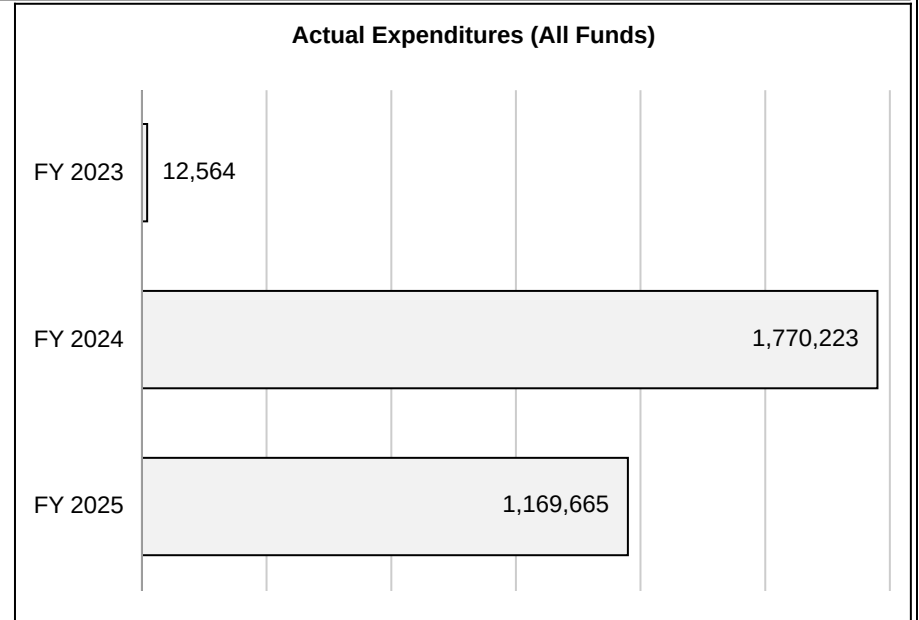 Actual Expenditures (All Funds)
FY 2023 12,564
FY 2024 1,770,223
FY 2025 1,169,665